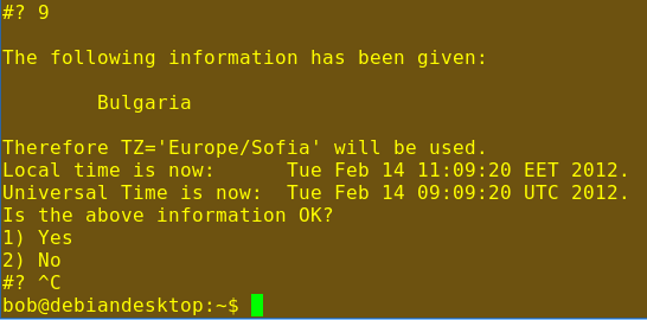 #? 9
The following information has been given:
Bulgaria
Therefore TZ='Europe/Sofia' will be used.
Local time is now:      Tue Feb 14 11:09:20 EET 2012.
Universal Time is now:  Tue Feb 14 09:09:20 UTC 2012.
Is the above information OK?
1) Yes
2) No
#? ^C
bob@debiandesktop:~$